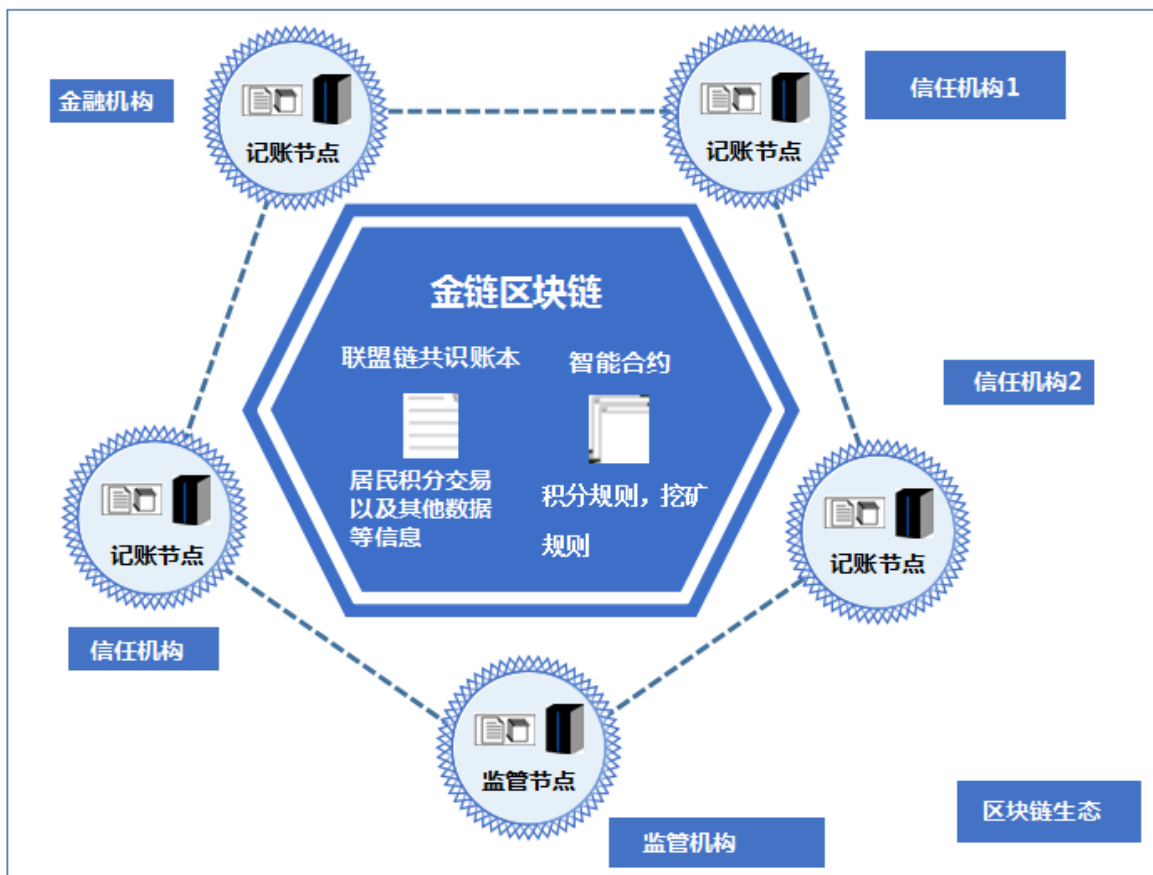 金融机构
记账节点
信任机构1
记账节点
金链区块链
联盟链共识账本
智能合约
居民积分交易
以及其他数据
等信息
积分规则，挖矿
规则
信任机构2
记账节点
记账节点
信任机构
监管节点
监管机构
区块链生态